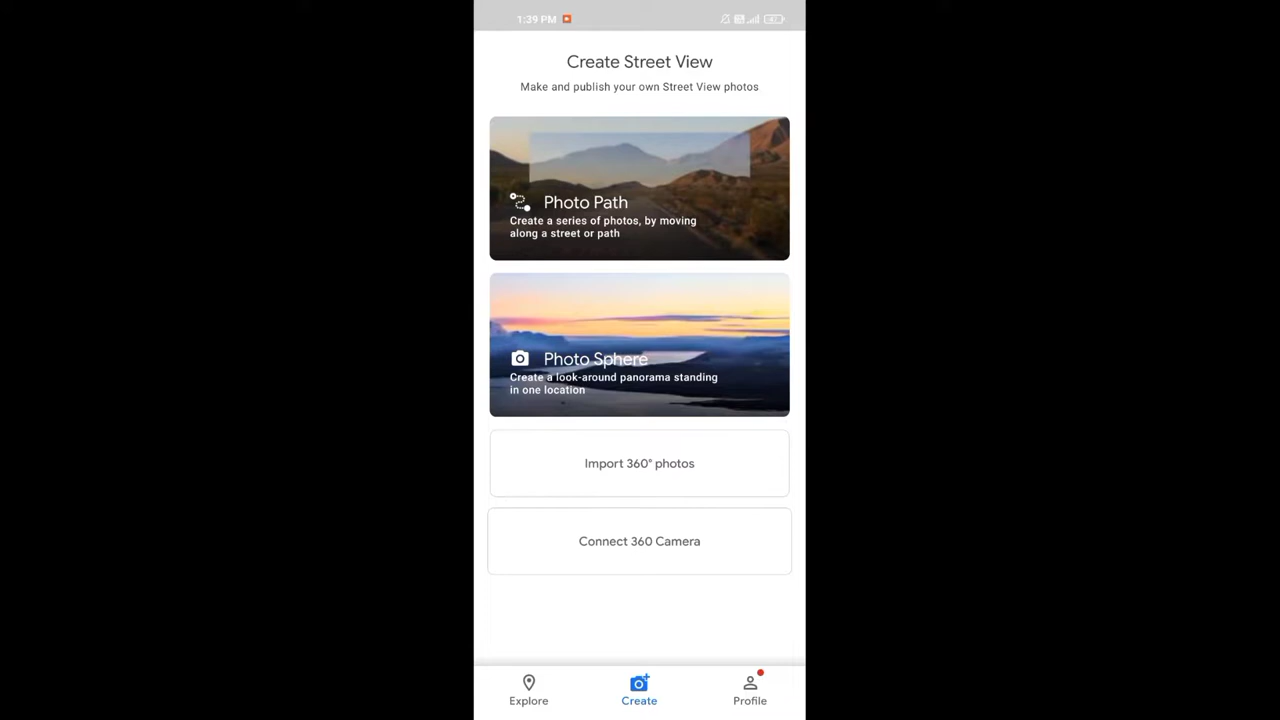 1:39 PM
Create Street View
Make and publish your own Street View photos
Photo Path
Create a series of photos, by moving
along a street or path
Photo Sphere
Create a look-around panorama standing
in one location
Import 360° photos
Connect 360 Camera
Explore
Create
Profile